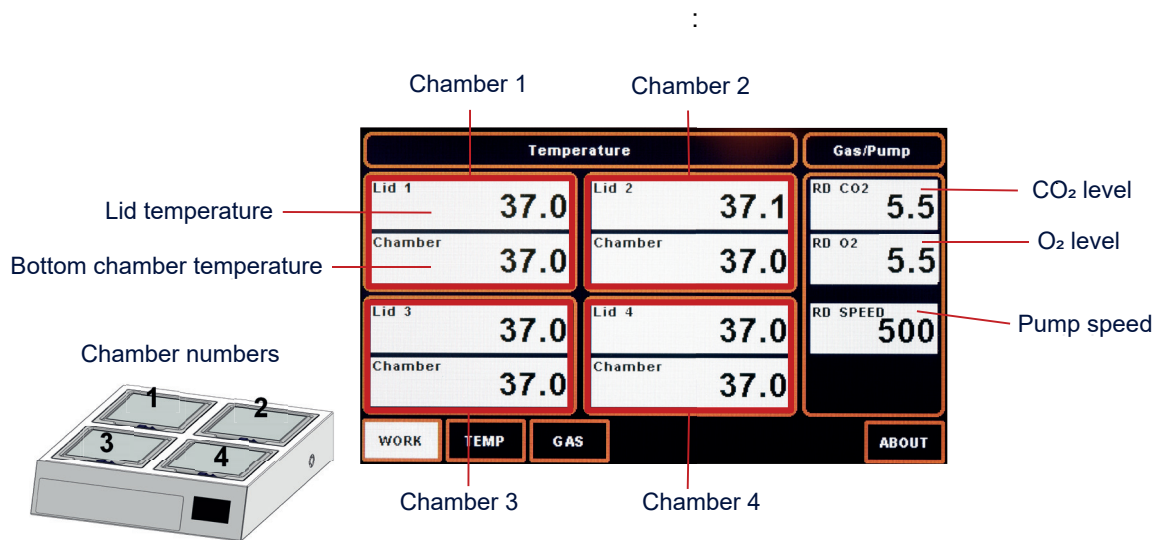 :
Chamber 1
Chamber 2
Temperature
Gas/Pump
Lid 1
37.0
Lid 2
37.1
RD CO2
5.5
CO₂ level
Lid temperature
Chamber
37.0
Chamber
37.0
RD O2
5.5
O₂ level
Bottom chamber temperature
Lid 3
37.0
Lid 4
37.0
RD SPEED
500
Pump speed
Chamber numbers
Chamber
37.0
Chamber
37.0
1
2
3
4
WORK
TEMP
GAS
ABOUT
Chamber 3
Chamber 4